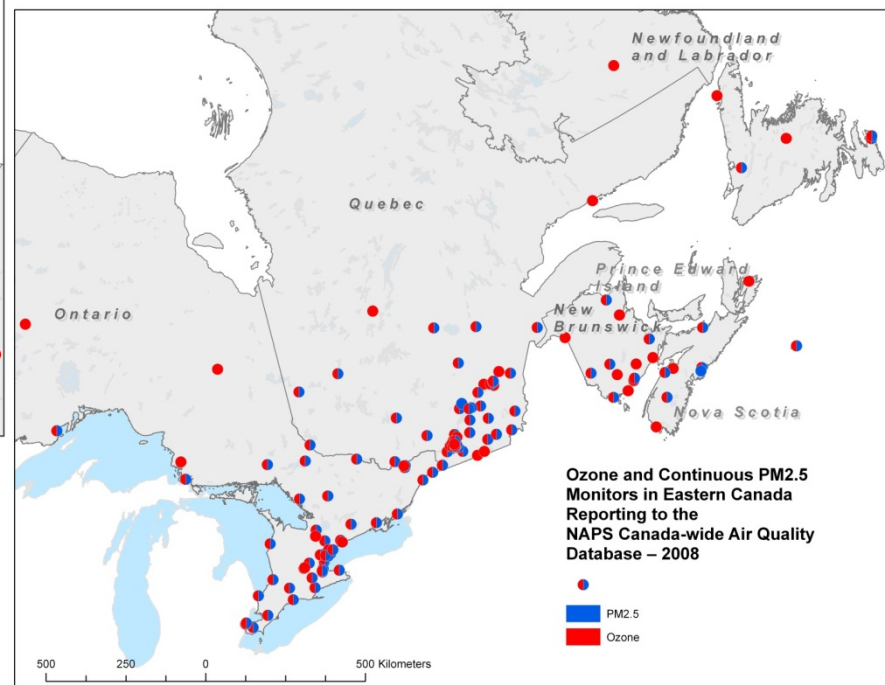 Newfoundland
and Labrador
Quebec
Prince Edward
Island
Ontario
New
Brunswick
Nova Scotia
Ozone and Continuous PM2.5
Monitors in Eastern Canada
Reporting to the
NAPS Canada-wide Air Quality
Database – 2008
PM2.5
Ozone
500 250 0 500 Kilometers